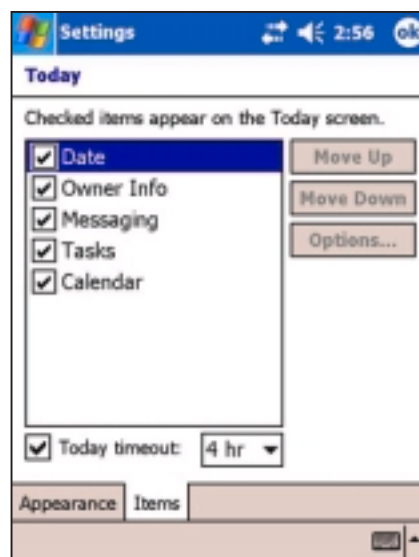 Settings 2:56 ok
Today
Checked items appear on the Today screen.
Date
Owner Info
Messaging
Tasks
Calendar
Move Up
Move Down
Options...
Today timeout: 4 hr
Appearance Items